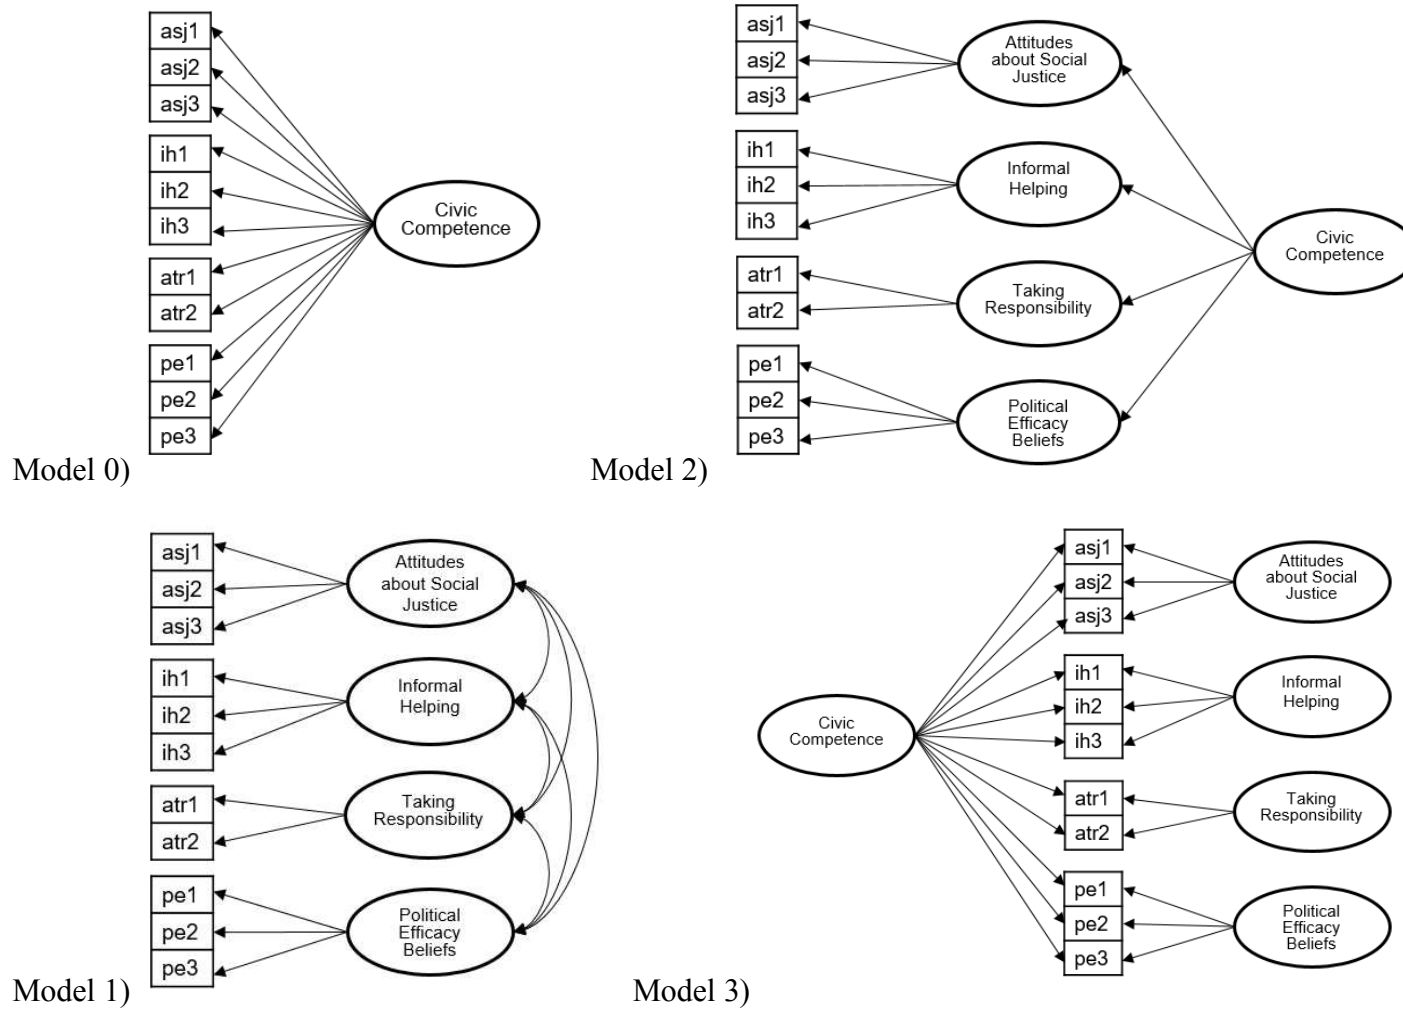 asj1
asj2
asj3
ih1
ih2
ih3
atr1
atr2
pe1
pe2
pe3
Civic
Competence
Model 0)
asj1
asj2
asj3
ih1
ih2
ih3
atr1
atr2
pe1
pe2
pe3
Attitudes
about Social
Justice
Informal
Helping
Taking
Responsibility
Political
Efficacy
Beliefs
Civic
Competence
Model 2)
asj1
asj2
asj3
ih1
ih2
ih3
atr1
atr2
pe1
pe2
pe3
Attitudes
about Social
Justice
Informal
Helping
Taking
Responsibility
Political
Efficacy
Beliefs
Model 1)
Civic
Competence
asj1
asj2
asj3
ih1
ih2
ih3
atr1
atr2
pe1
pe2
pe3
Attitudes
about Social
Justice
Informal
Helping
Taking
Responsibility
Political
Efficacy
Beliefs
Model 3)